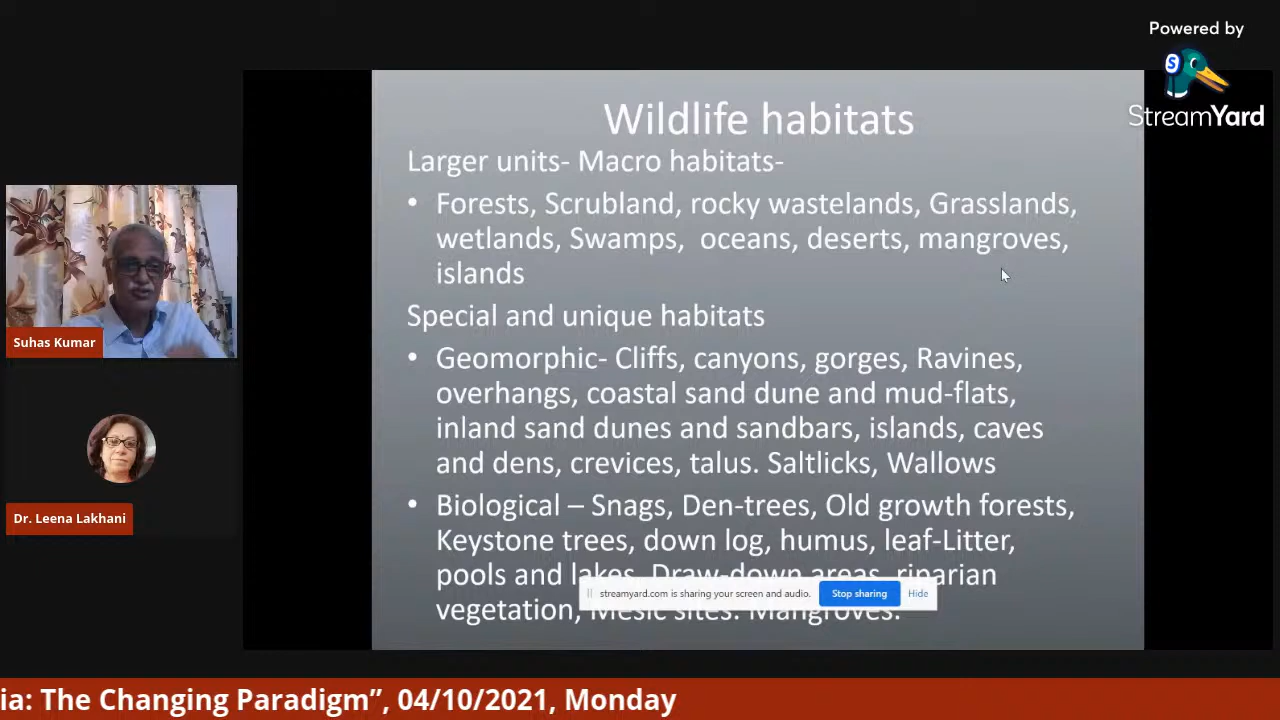 Powered by
StreamYard
Wildlife habitats
Larger units- Macro habitats-
• Forests, Scrubland, rocky wastelands, Grasslands,
wetlands, Swamps, oceans, deserts, mangroves,
islands
Special and unique habitats
• Geomorphic- Cliffs, canyons, gorges, Ravines,
overhangs, coastal sand dune and mud-flats,
inland sand dunes and sandbars, islands, caves
and dens, crevices, talus. Saltlicks, Wallows
• Biological – Snags, Den-trees, Old growth forests,
Keystone trees, down log, humus, leaf-Litter,
pools and lakes, Draw-down areas, riparian
vegetation, Mesic sites. Mangroves.
streamyard.com is sharing your screen and audio. Stop sharing Hide
Suhas Kumar
Dr. Leena Lakhani
ia: The Changing Paradigm”, 04/10/2021, Monday